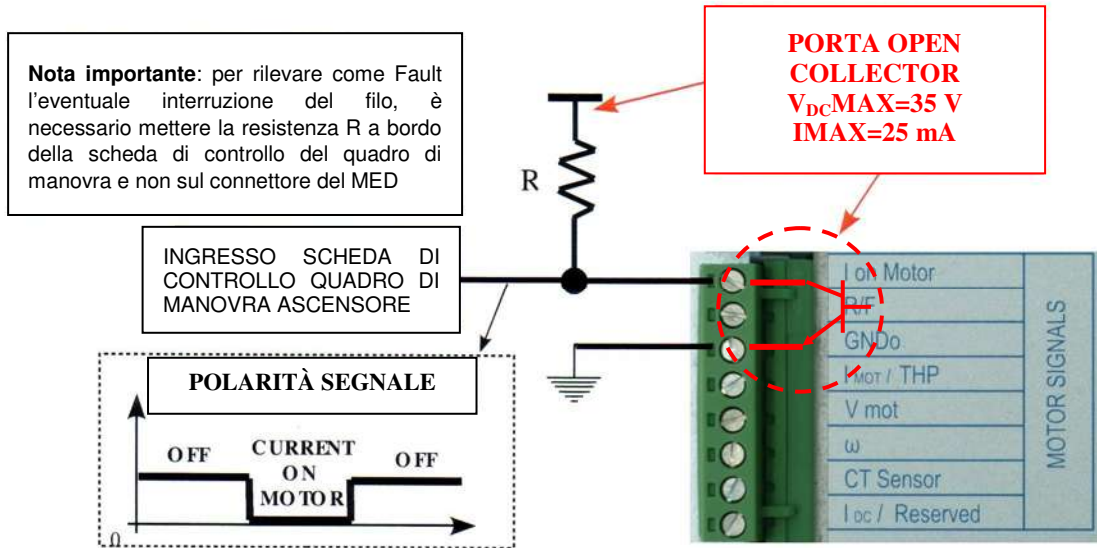 Nota importante: per rilevare come Fault
l'eventuale interruzione del filo, è
necessario mettere la resistenza R a bordo
della scheda di controllo del quadro di
manovra e non sul connettore del MED
PORTA OPEN
COLLECTOR
VDCMAX=35 V
IMAX=25 mA
R
INGRESSO SCHEDA DI
CONTROLLO QUADRO DI
MANOVRA ASCENSORE
POLARITÀ SEGNALE
OFF
CURRENT
ON
MOTOR
OFF
0
I on Motor
R/F
GNDo
I MOT / THP
V mot
ω
CT Sensor
I DC / Reserved
MOTOR SIGNALS